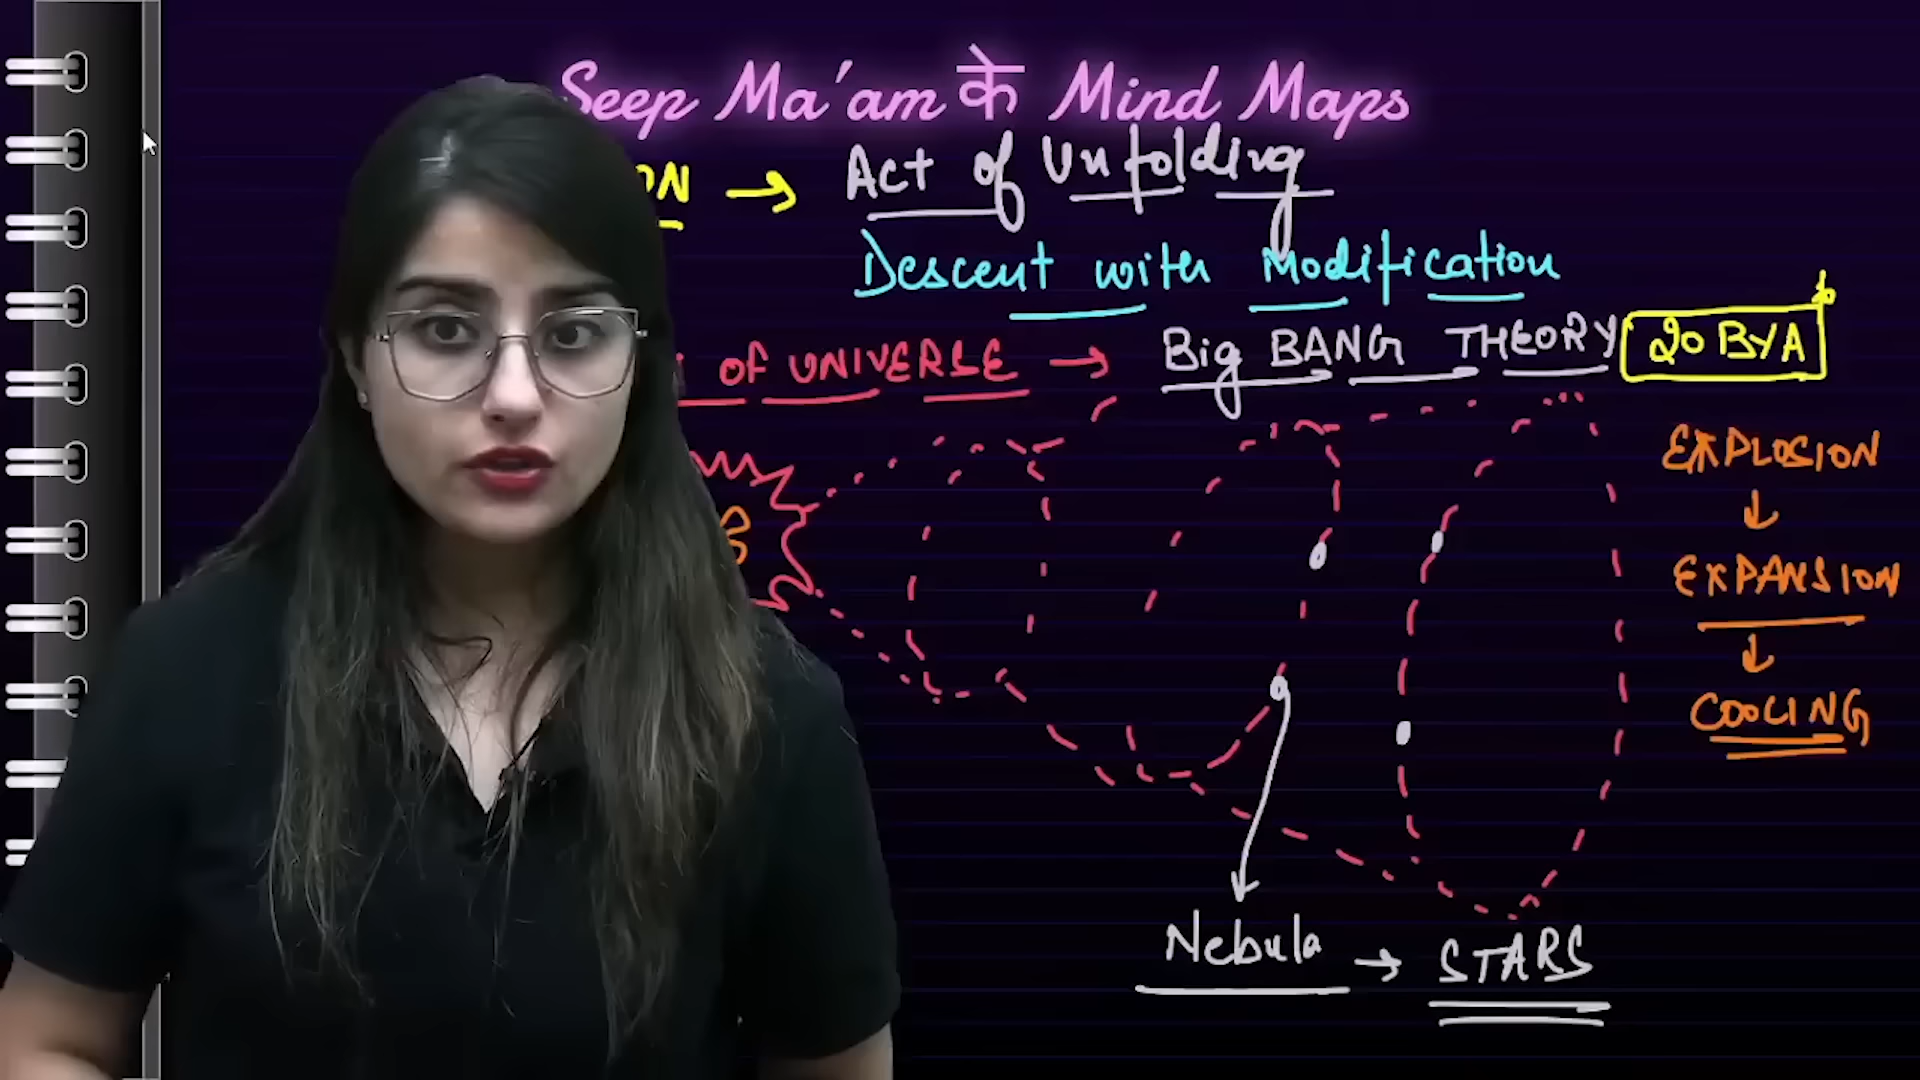 Seep Ma'am के Mind Maps
ON → Act of Unfolding
Descent with Modification
OF UNIVERSE → Big BANG THEORY 20 BYA
EXPLOSION
↓
EXPANSION
↓
COOLING
Nebula → STARS